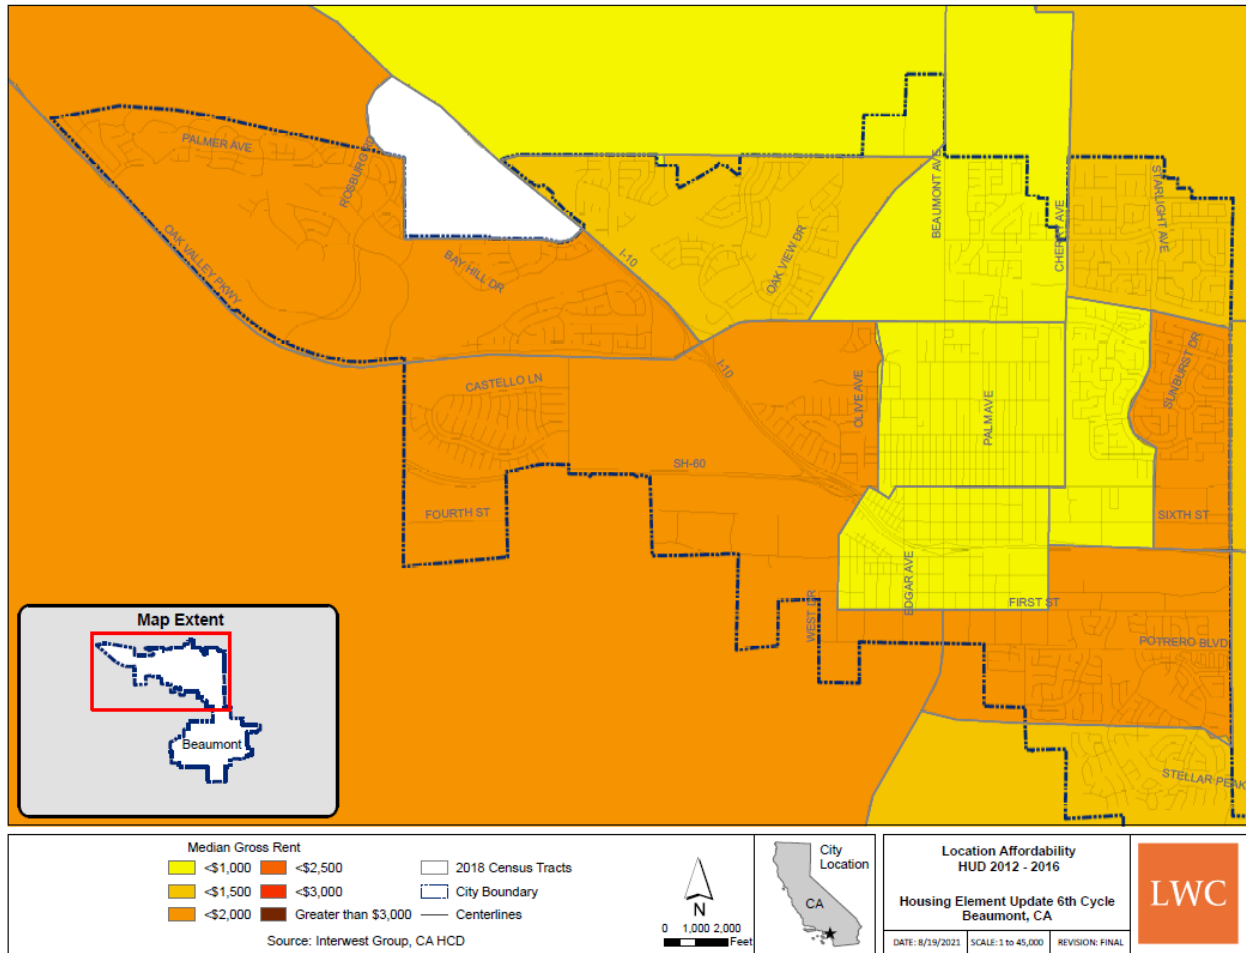 PALMER AVE
ROSBURG RD
OAK VALLEY PKWY
BAY HILL DR
I-10
OAK VIEW DR
BEAUMONT AVE
CHERRY AVE
STARLIGHT AVE
I-10
CASTELLO LN
OLIVE AVE
PALM AVE
SUNBURST DR
SH-60
FOURTH ST
SIXTH ST
EDGAR AVE
WEST DR
FIRST ST
POTRERO BLVD
STELLAR PEAK
Map Extent
Beaumont
Median Gross Rent
<$1,000
<$1,500
<$2,000
<$2,500
<$3,000
Greater than $3,000
2018 Census Tracts
City Boundary
Centerlines
Source: Interwest Group, CA HCD
N
0 1,000 2,000
Feet
City
Location
CA
Location Affordability
HUD 2012 - 2016
Housing Element Update 6th Cycle
Beaumont, CA
DATE: 8/19/2021 SCALE: 1 to 45,000 REVISION: FINAL
LWC